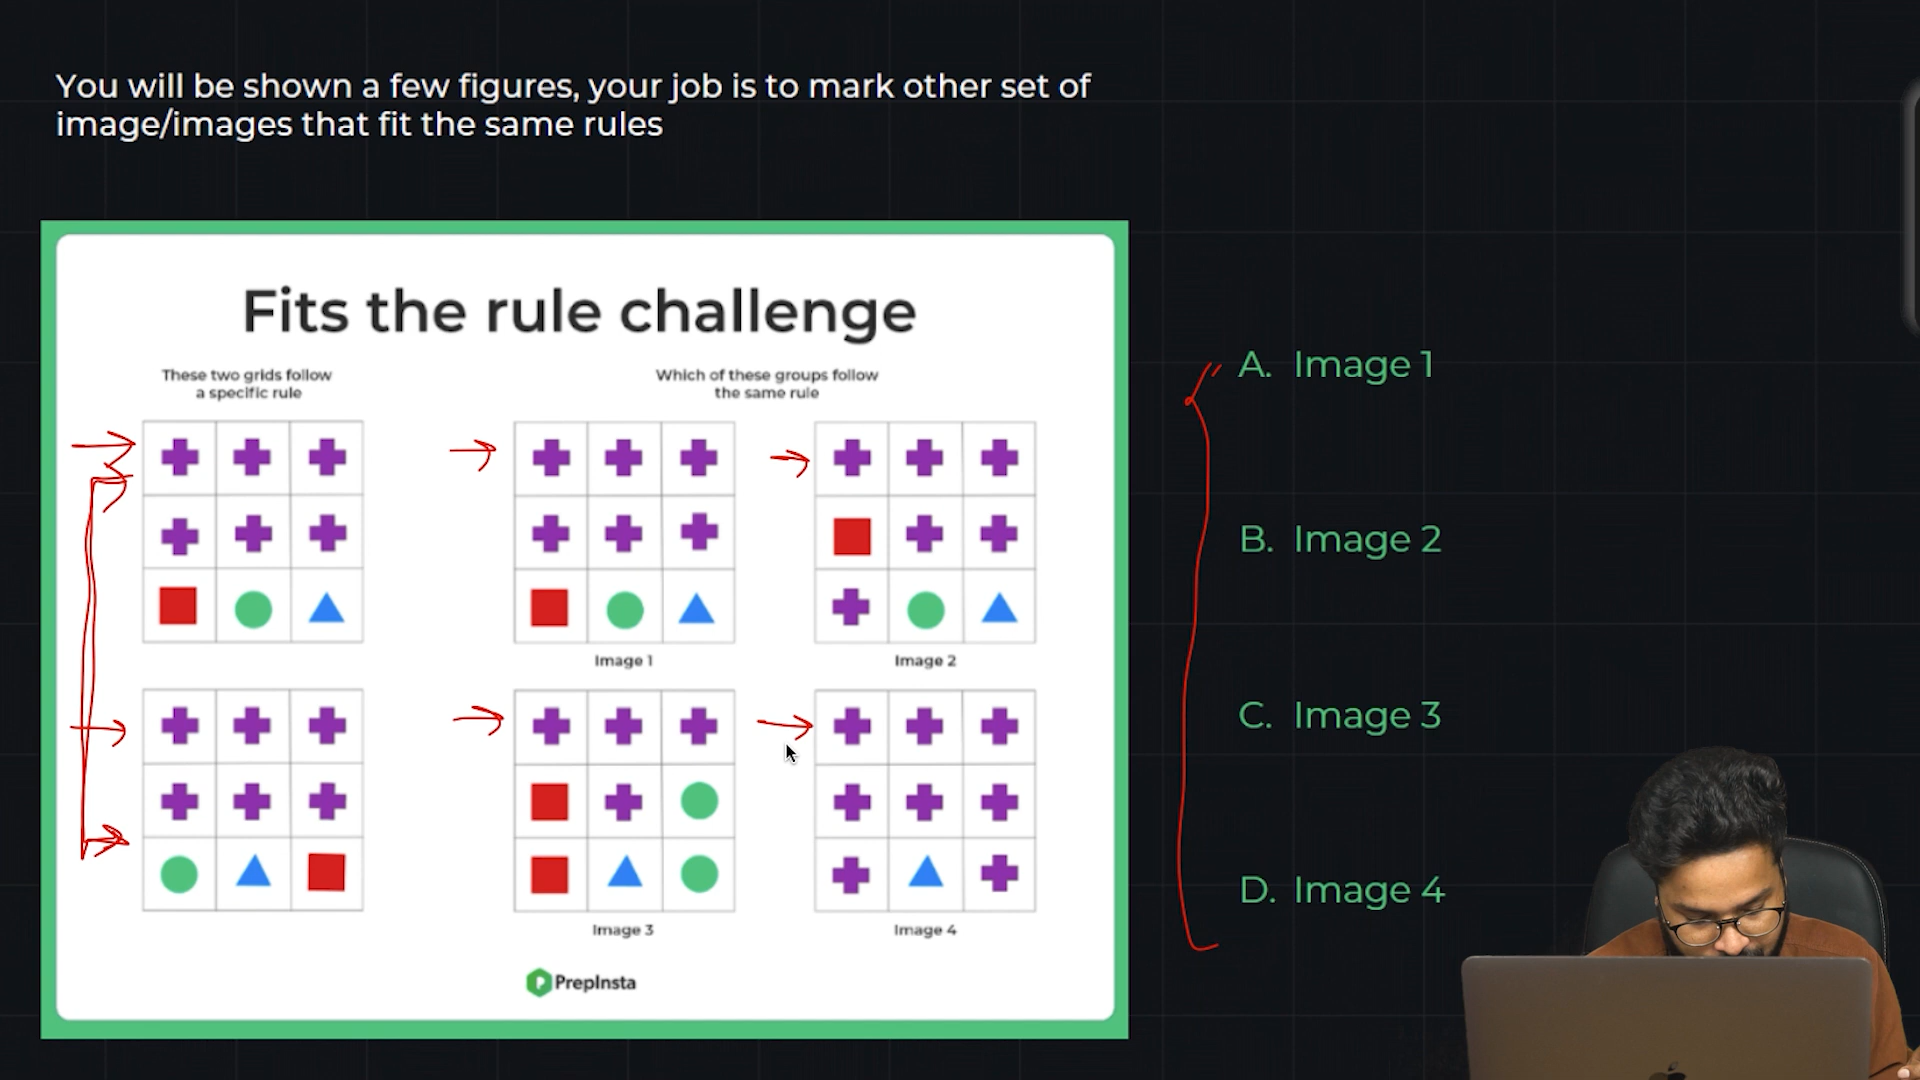 You will be shown a few figures, your job is to mark other set of
image/images that fit the same rules
Fits the rule challenge
These two grids follow
a specific rule
Which of these groups follow
the same rule
Image 1
Image 2
Image 3
Image 4
PrepInsta
A. Image 1
B. Image 2
C. Image 3
D. Image 4